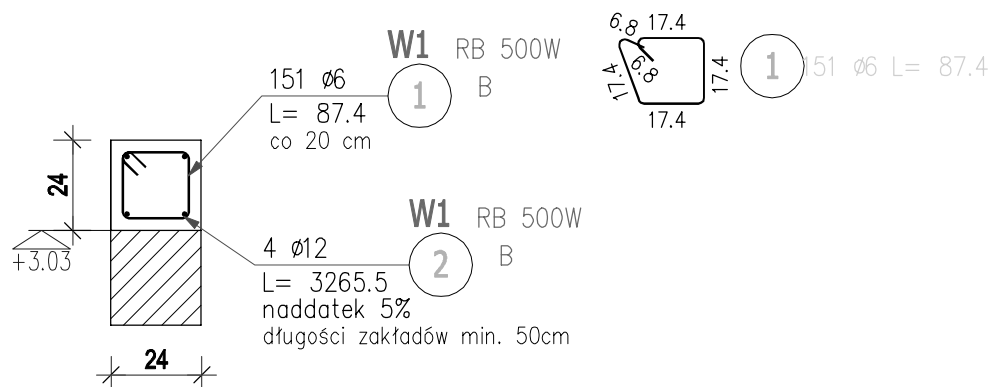 W1 RB 500W
B
151 ø6
1
L= 87.4
co 20 cm
24
+3.03
W1 RB 500W
B
4 ø12
2
L= 3265.5
naddatek 5%
długości zakładów min. 50cm
24
6.8 17.4
6.8
17.4
17.4
17.4
1 151 ø6 L= 87.4